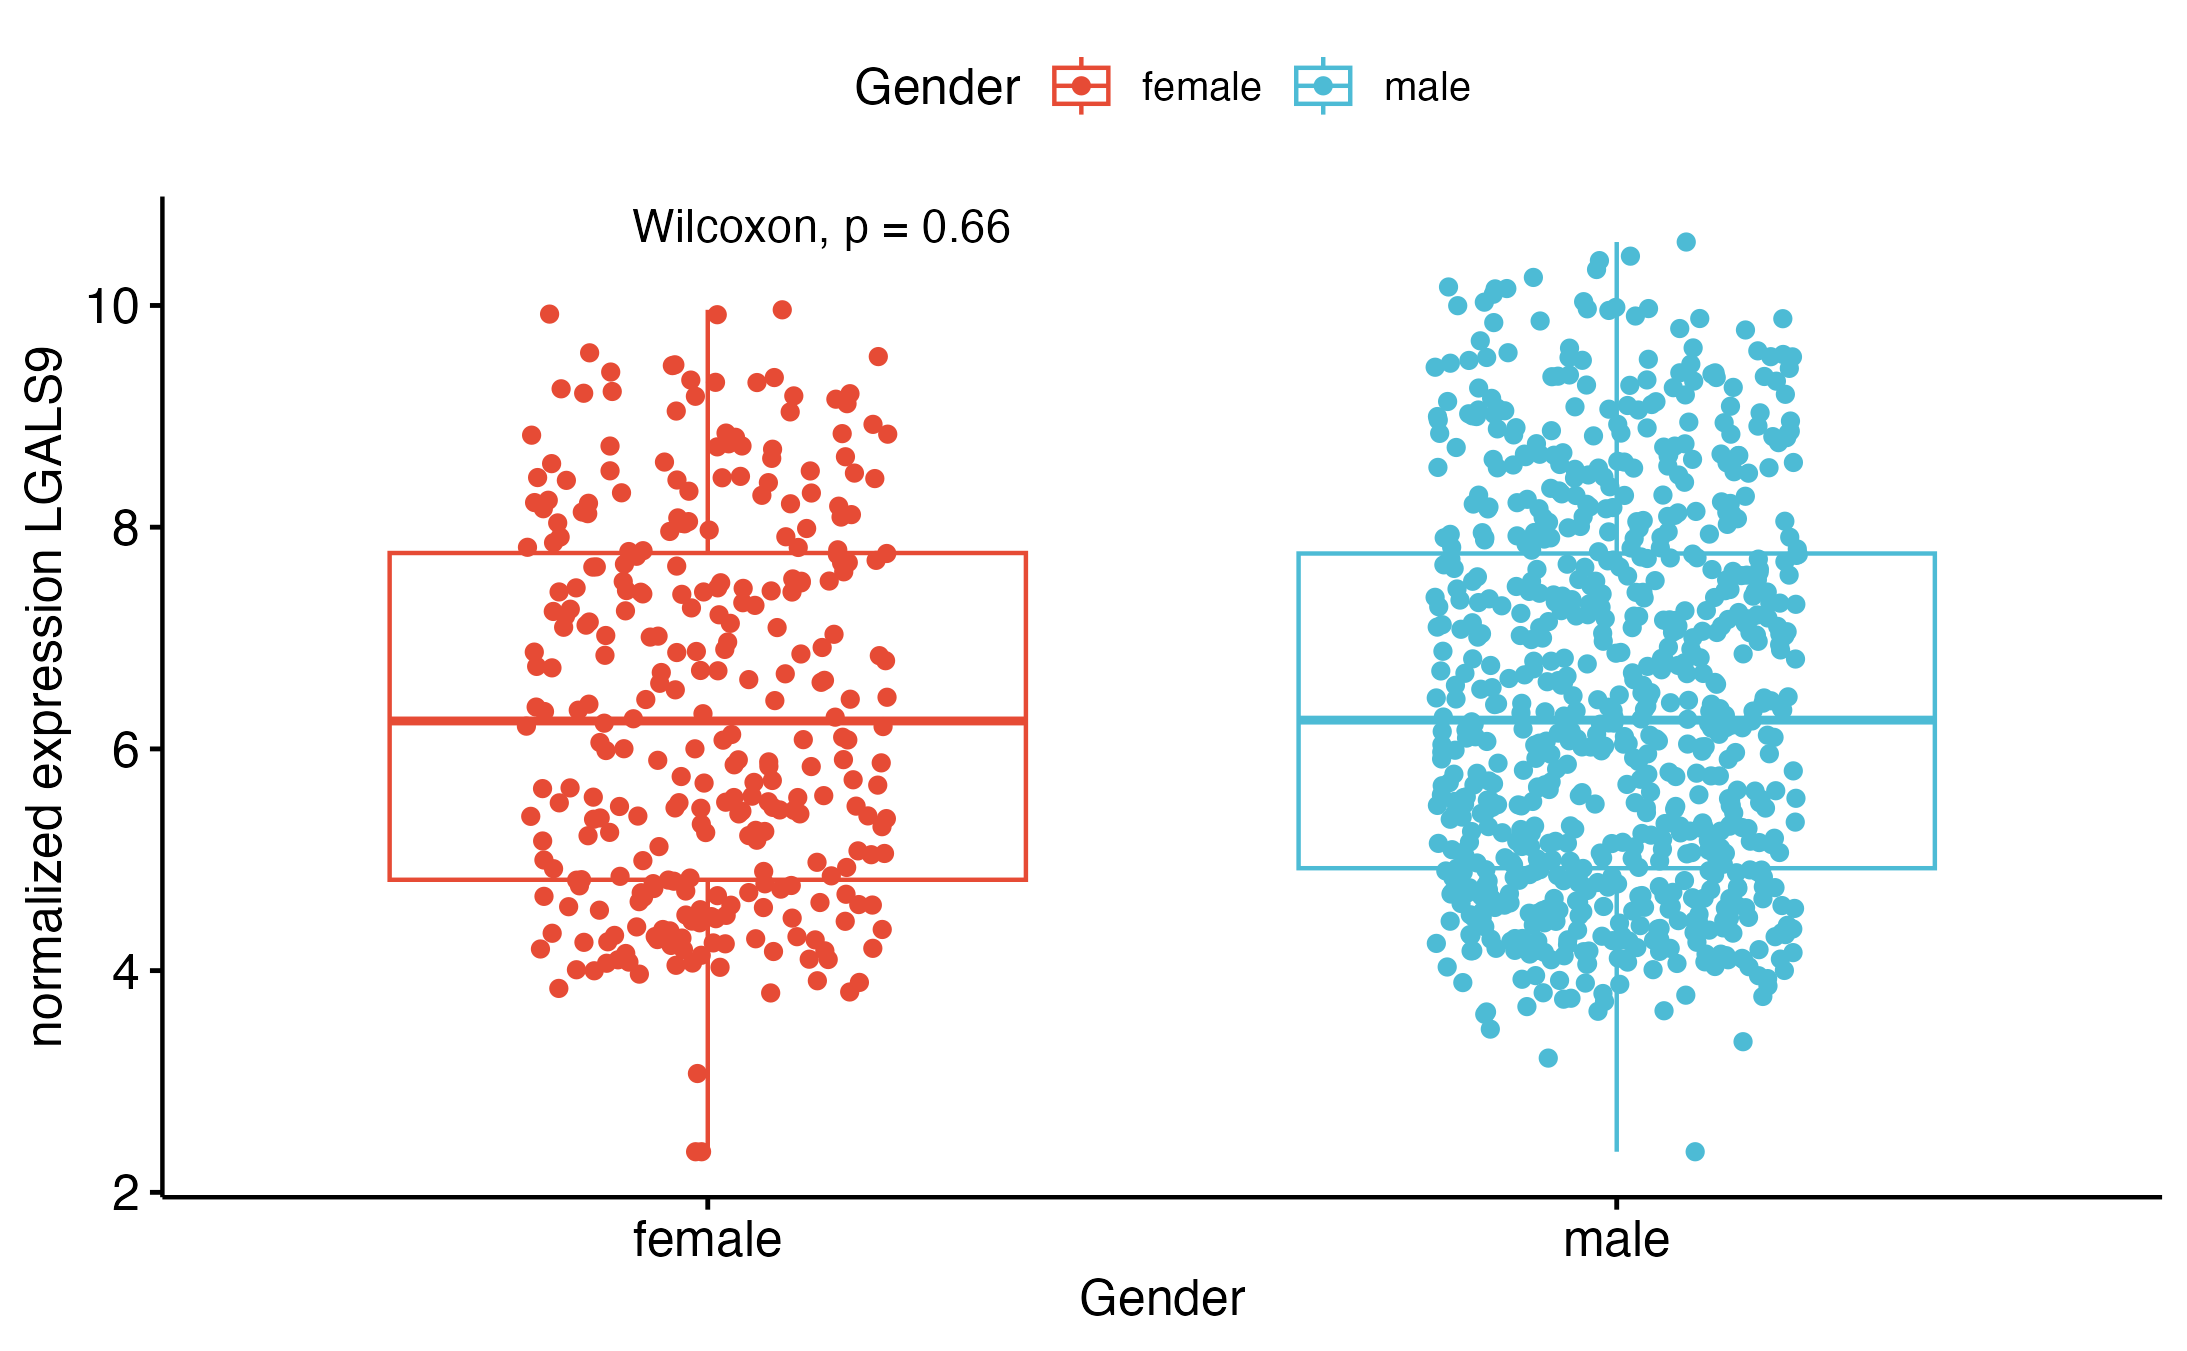 Gender female male
Wilcoxon, p = 0.66
normalized expression LGALS9
10
8
6
4
2
female male
Gender